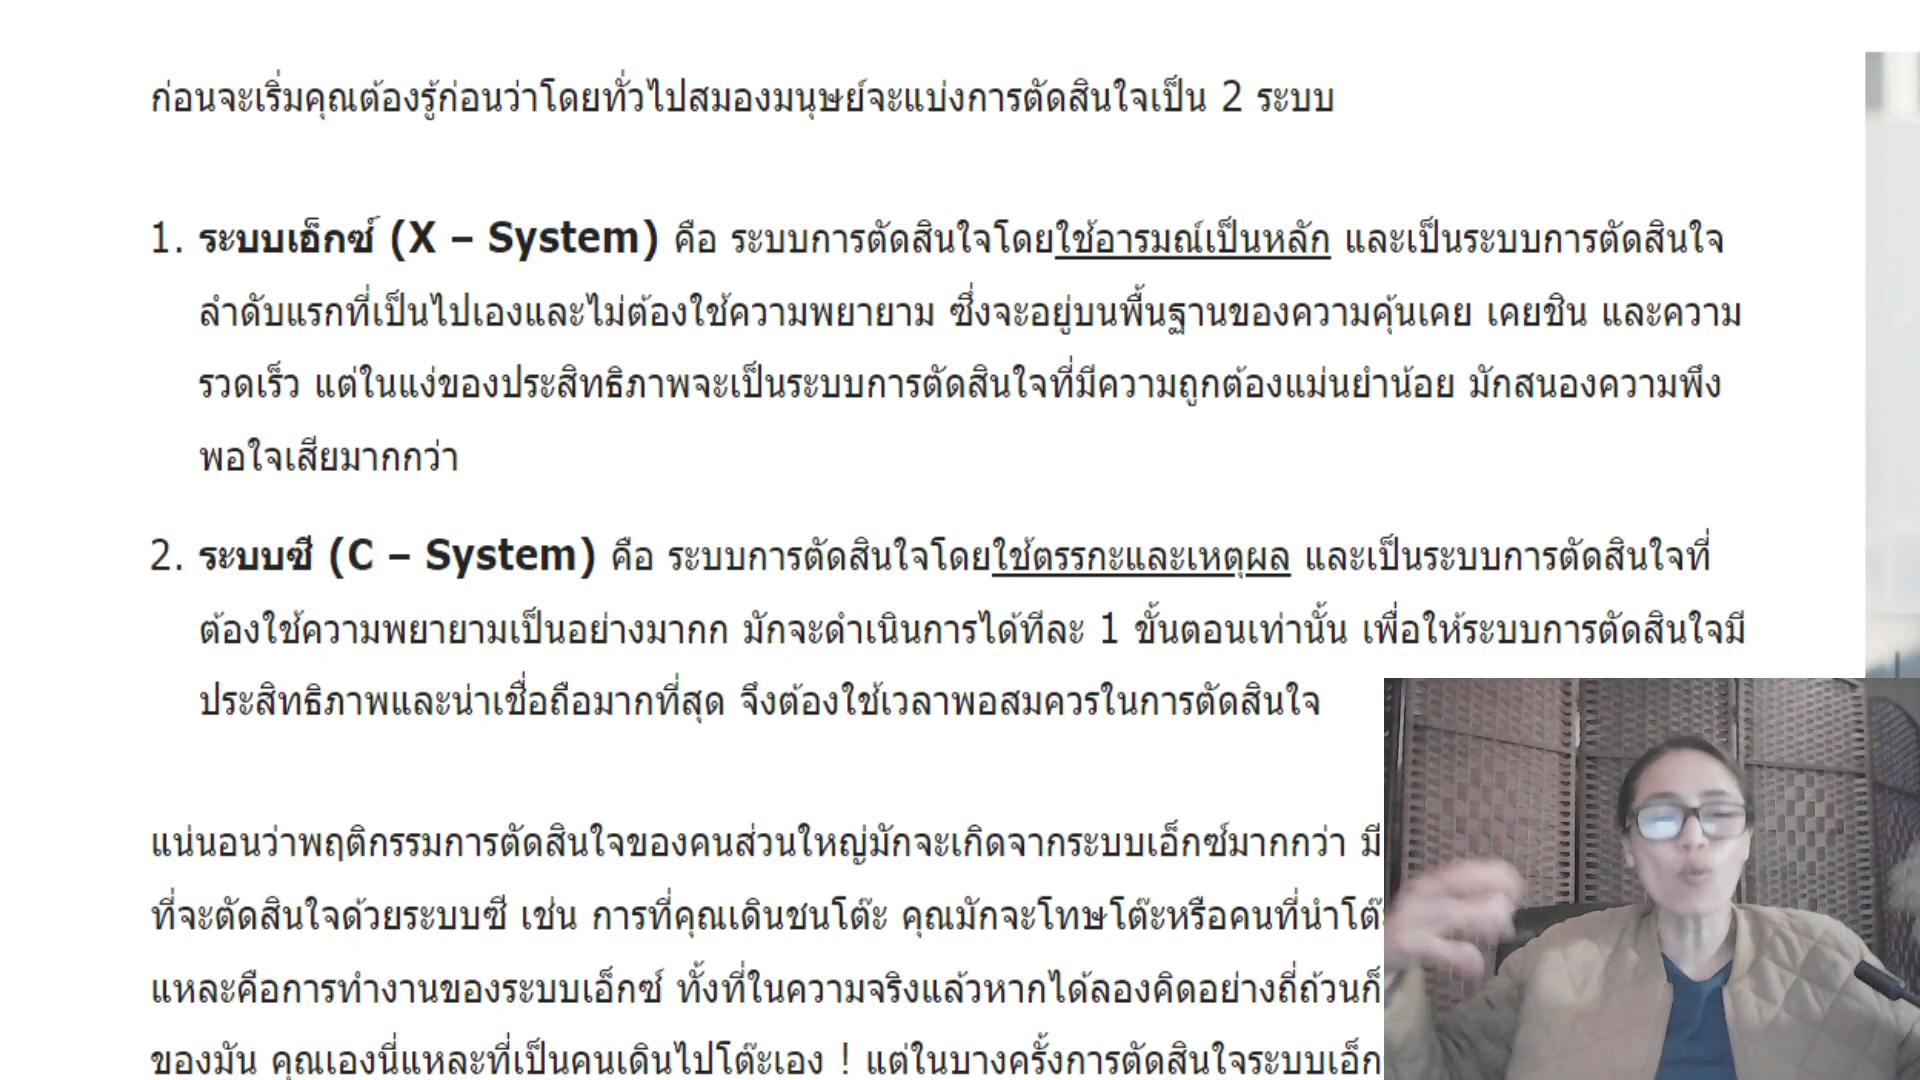 ก่อนจะเริ่มคุณต้องรู้ก่อนว่าโดยทั่วไปสมองมนุษย์จะแบ่งการตัดสินใจเป็น 2 ระบบ
1. ระบบเอ็กซ์ (X – System) คือ ระบบการตัดสินใจโดยใช้อารมณ์เป็นหลัก และเป็นระบบการตัดสินใจ
ลำดับแรกที่เป็นไปเองและไม่ต้องใช้ความพยายาม ซึ่งจะอยู่บนพื้นฐานของความคุ้นเคย เคยชิน และความ
รวดเร็ว แต่ในแง่ของประสิทธิภาพจะเป็นระบบการตัดสินใจที่มีความถูกต้องแม่นยำน้อย มักสนองความพึง
พอใจเสียมากกว่า
2. ระบบซี (C – System) คือ ระบบการตัดสินใจโดยใช้ตรรกะและเหตุผล และเป็นระบบการตัดสินใจที่
ต้องใช้ความพยายามเป็นอย่างมากก มักจะดำเนินการได้ทีละ 1 ขั้นตอนเท่านั้น เพื่อให้ระบบการตัดสินใจมี
ประสิทธิภาพและน่าเชื่อถือมากที่สุด จึงต้องใช้เวลาพอสมควรในการตัดสินใจ
แน่นอนว่าพฤติกรรมการตัดสินใจของคนส่วนใหญ่มักจะเกิดจากระบบเอ็กซ์มากกว่า มี
ที่จะตัดสินใจด้วยระบบซี เช่น การที่คุณเดินชนโต๊ะ คุณมักจะโทษโต๊ะหรือคนที่นำโต๊ะ
แหละคือการทำงานของระบบเอ็กซ์ ทั้งที่ในความจริงแล้วหากได้ลองคิดอย่างถี่ถ้วนก็
ของมัน คุณเองนี่แหละที่เป็นคนเดินไปโต๊ะเอง ! แต่ในบางครั้งการตัดสินใจระบบเอ็ก